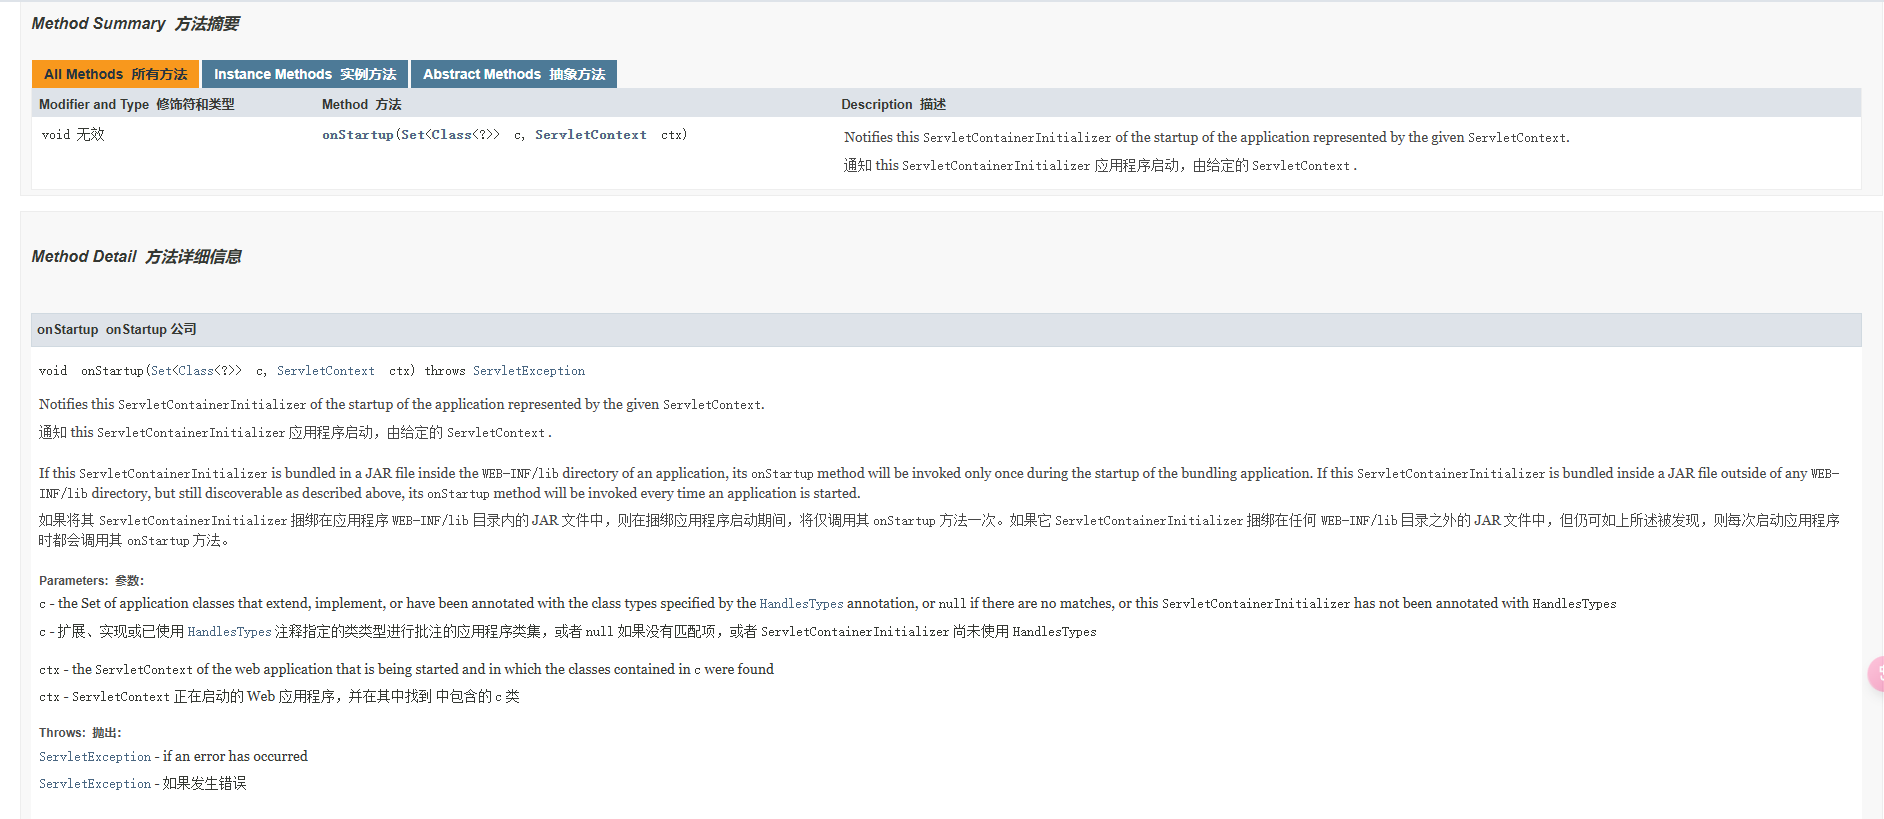 Method Summary 方法摘要
All Methods 所有方法 Instance Methods 实例方法 Abstract Methods 抽象方法
Modifier and Type 修饰符和类型 Method 方法 Description 描述
void 无效 onStartup(Set<Class<?>> c, ServletContext ctx) Notifies this ServletContainerInitializer of the startup of the application represented by the given ServletContext.
通知 this ServletContainerInitializer 应用程序启动，由给定的 ServletContext .
Method Detail 方法详细信息
onStartup onStartup 公司
void onStartup(Set<Class<?>> c, ServletContext ctx) throws ServletException
Notifies this ServletContainerInitializer of the startup of the application represented by the given ServletContext.
通知 this ServletContainerInitializer 应用程序启动，由给定的 ServletContext .
If this ServletContainerInitializer is bundled in a JAR file inside the WEB-INF/lib directory of an application, its onStartup method will be invoked only once during the startup of the bundling application. If this ServletContainerInitializer is bundled inside a JAR file outside of any WEB-
INF/lib directory, but still discoverable as described above, its onStartup method will be invoked every time an application is started.
如果将其 ServletContainerInitializer 捆绑在应用程序 WEB-INF/lib 目录内的 JAR 文件中，则在捆绑应用程序启动期间，将仅调用其 onStartup 方法一次。如果它 ServletContainerInitializer 捆绑在任何 WEB-INF/lib 目录之外的 JAR 文件中，但仍可如上所述被发现，则每次启动应用程序
时都会调用其 onStartup 方法。
Parameters: 参数：
c - the Set of application classes that extend, implement, or have been annotated with the class types specified by the HandlesTypes annotation, or null if there are no matches, or this ServletContainerInitializer has not been annotated with HandlesTypes
c - 扩展、实现或已使用 HandlesTypes 注释指定的类类型进行批注的应用程序类集，或者 null 如果没有匹配项，或者 ServletContainerInitializer 尚未使用 HandlesTypes
ctx - the ServletContext of the web application that is being started and in which the classes contained in c were found
ctx - ServletContext 正在启动的 Web 应用程序，并在其中找到 中包含的 c 类
Throws: 抛出：
ServletException - if an error has occurred
ServletException - 如果发生错误